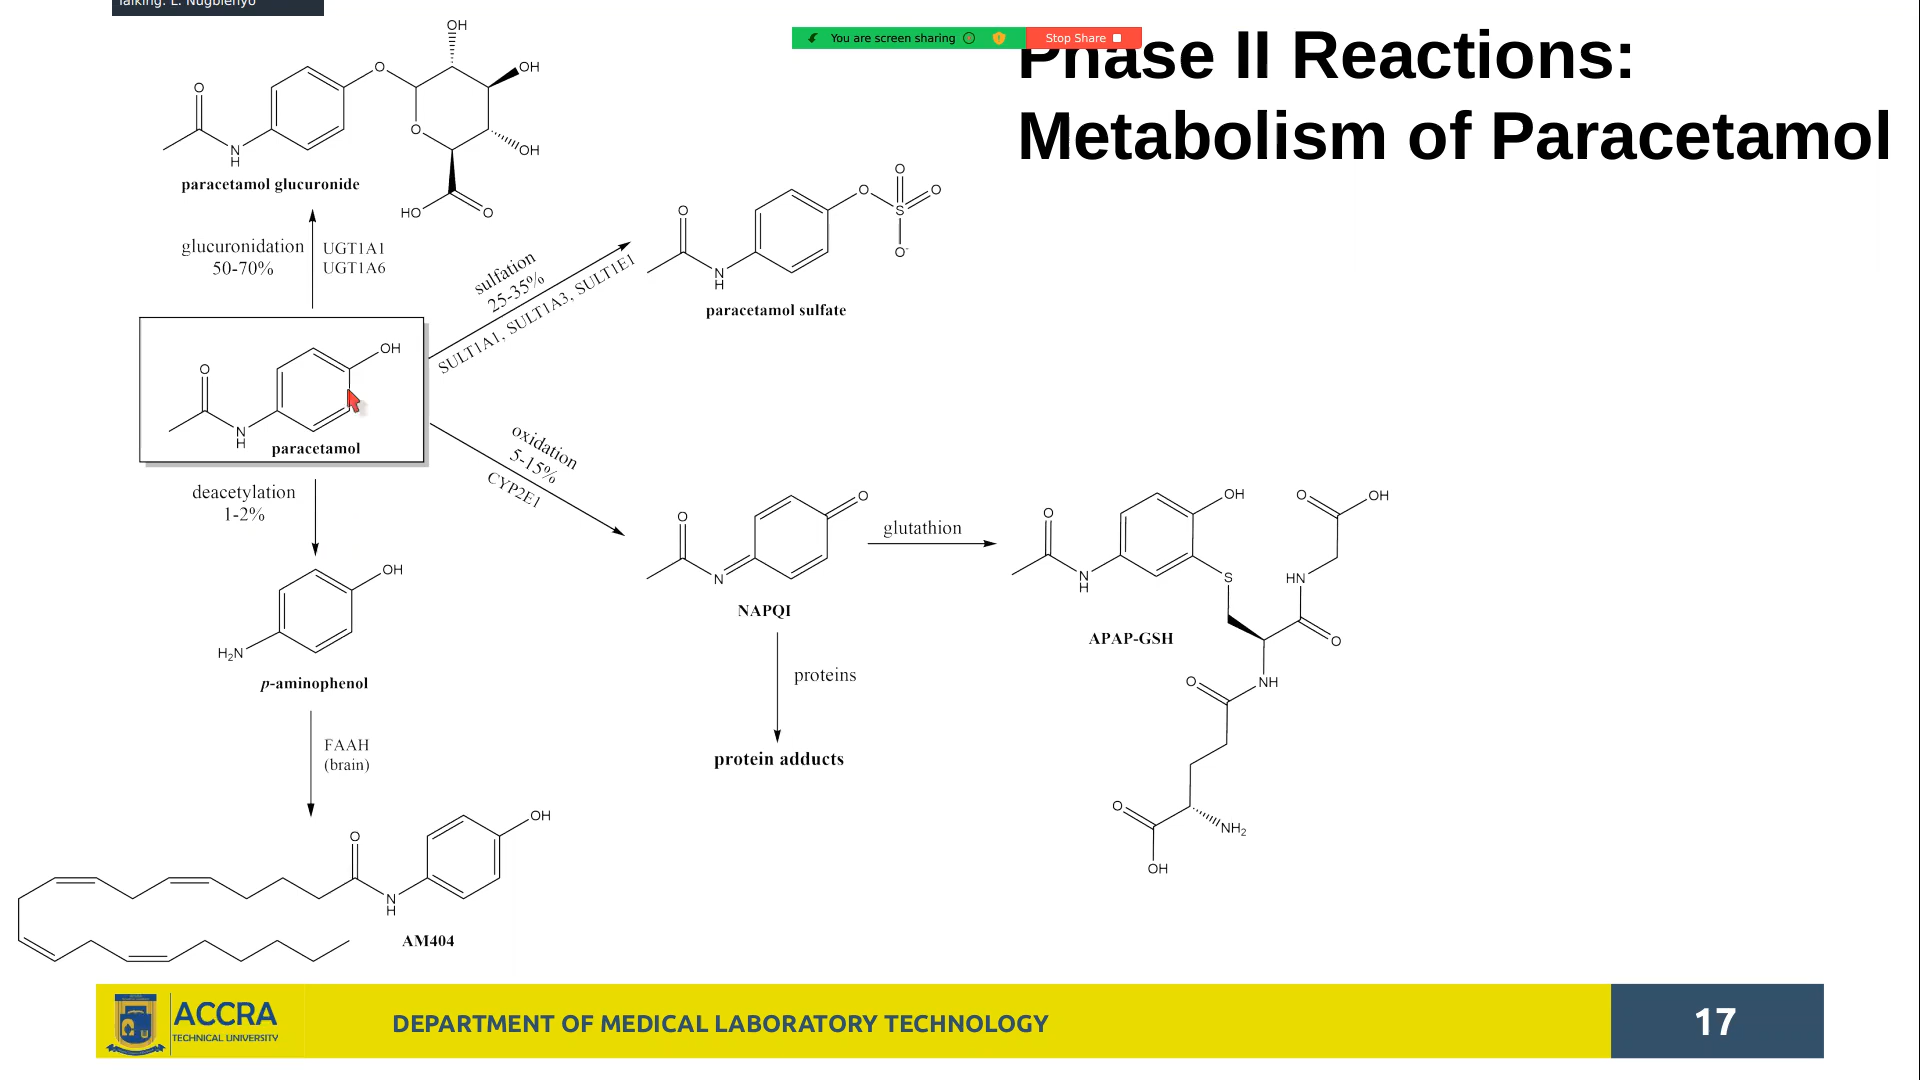 Talking: E. Nugblenyo
You are screen sharing
Stop Share
Phase II Reactions:
Metabolism of Paracetamol
OH
O
OH
O
O
OH
N
H
HO
O
paracetamol glucuronide
glucuronidation
50-70%
UGT1A1
UGT1A6
sulfation
25-35%
SULT1A1, SULT1A3, SULT1E1
O
O
O
S
O
O-
N
H
paracetamol sulfate
OH
O
N
H
paracetamol
oxidation
5-15%
CYP2E1
deacetylation
1-2%
OH
H2N
p-aminophenol
O
O
N
NAPQI
glutathion
proteins
protein adducts
OH
O
OH
O
N
H
S
HN
O
APAP-GSH
O
NH
O
NH2
OH
FAAH
(brain)
OH
O
N
H
AM404
ACCRA
TECHNICAL UNIVERSITY
DEPARTMENT OF MEDICAL LABORATORY TECHNOLOGY
17